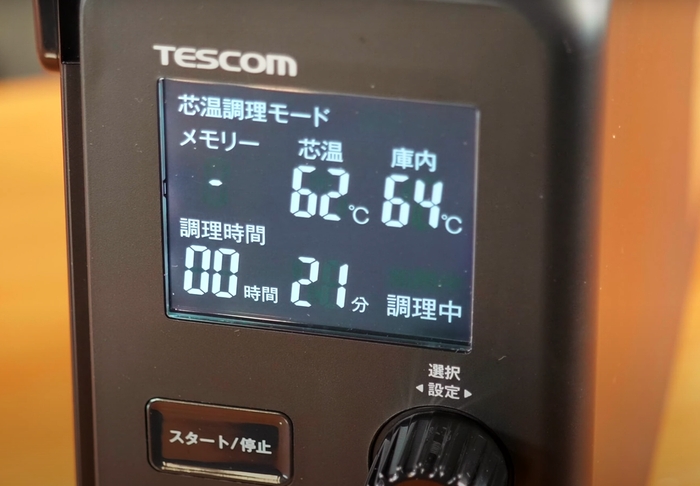 TESCOM
芯温調理モード
メモリー 芯温 庫内
- 62℃ 64℃
調理時間
00時間 21分 調理中
選択
◀設定▶
スタート/停止